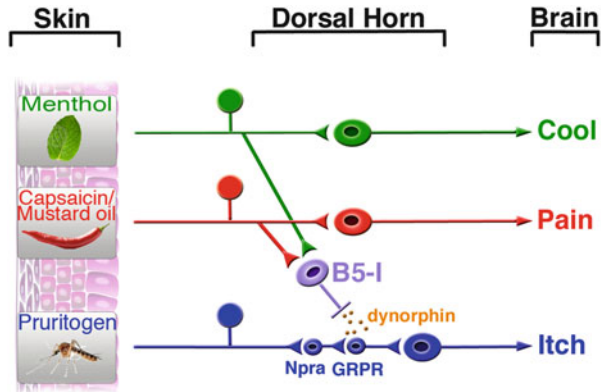 Skin
Dorsal Horn
Brain
Menthol
Cool
Capsaicin/
Mustard oil
Pain
B5-I
dynorphin
Pruritogen
Itch
Npra
GRPR